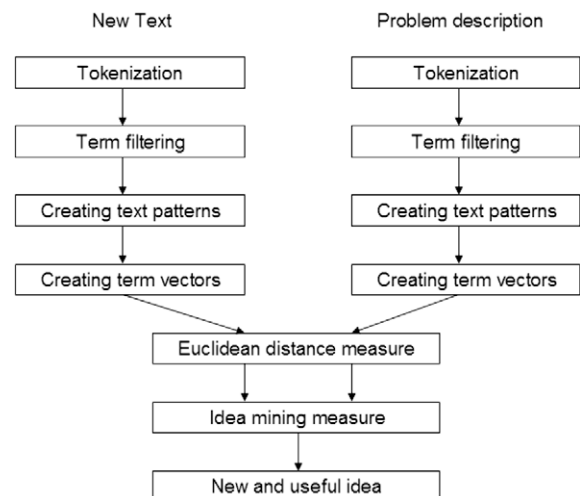 New Text
Problem description
Tokenization
Tokenization
Term filtering
Term filtering
Creating text patterns
Creating text patterns
Creating term vectors
Creating term vectors
Euclidean distance measure
Idea mining measure
New and useful idea